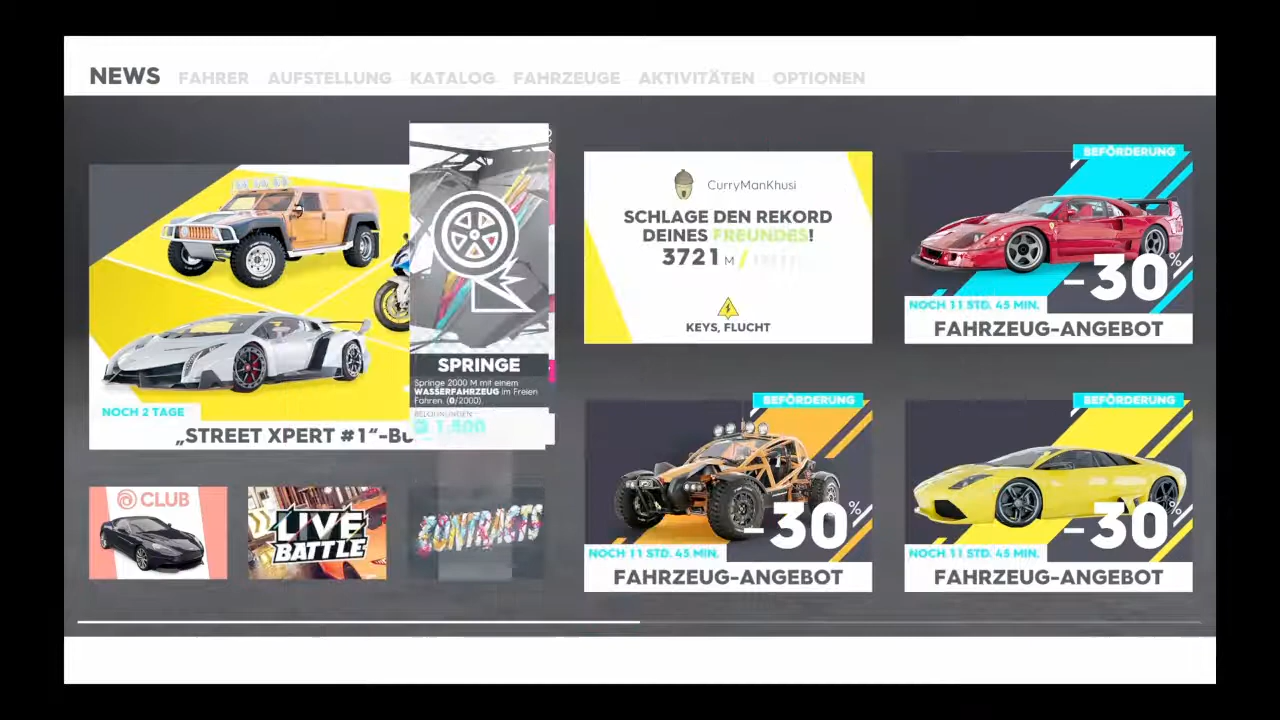 NEWS FAHRER AUFSTELLUNG KATALOG FAHRZEUGE AKTIVITÄTEN OPTIONEN
NOCH 2 TAGE
„STREET XPERT #1“-BU
SPRINGE
Springe 2000 M mit einem
WASSERFAHRZEUG im Freien
Fahren. (0/2000).
BELOHNUNGEN:
1.500
CLUB
LIVE
BATTLE
CONTRACTS
CurryManKhusi
SCHLAGE DEN REKORD
DEINES FREUNDES!
3721 M /
KEYS, FLUCHT
BEFÖRDERUNG
-30%
NOCH 11 STD. 45 MIN.
FAHRZEUG-ANGEBOT
BEFÖRDERUNG
-30%
NOCH 11 STD. 45 MIN.
FAHRZEUG-ANGEBOT
BEFÖRDERUNG
-30%
NOCH 11 STD. 45 MIN.
FAHRZEUG-ANGEBOT